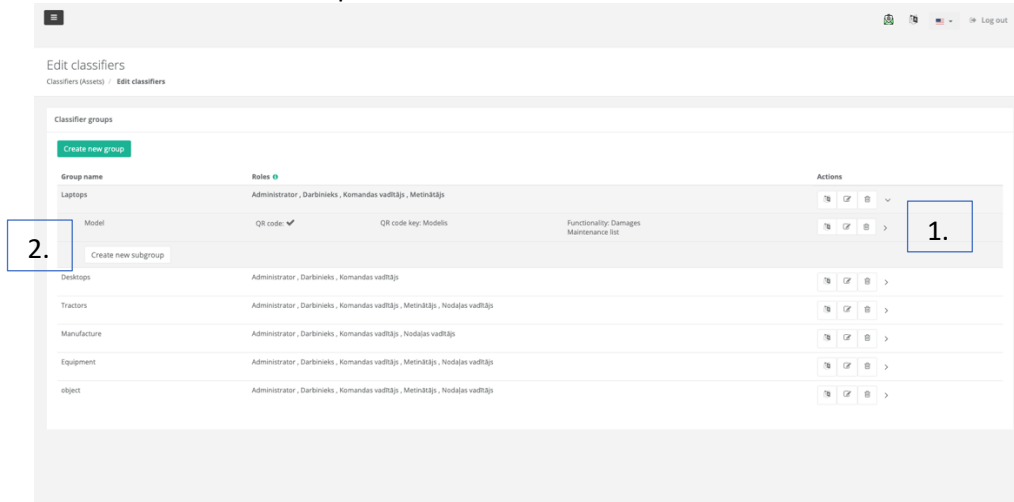 Log out
Edit classifiers
Classifiers (Assets) / Edit classifiers
Classifier groups
Create new group
Group name Roles Actions
Laptops Administrator , Darbinieks , Komandas vadītājs , Metinātājs
1.
Model QR code: ✔ QR code key: Modelis Functionality: Damages
Maintenance list
2.
Create new subgroup
Desktops Administrator , Darbinieks , Komandas vadītājs
Tractors Administrator , Darbinieks , Komandas vadītājs , Metinātājs , Nodaļas vadītājs
Manufacture Administrator , Darbinieks , Komandas vadītājs , Nodaļas vadītājs
Equipment Administrator , Darbinieks , Komandas vadītājs , Metinātājs , Nodaļas vadītājs
object Administrator , Darbinieks , Komandas vadītājs , Metinātājs , Nodaļas vadītājs